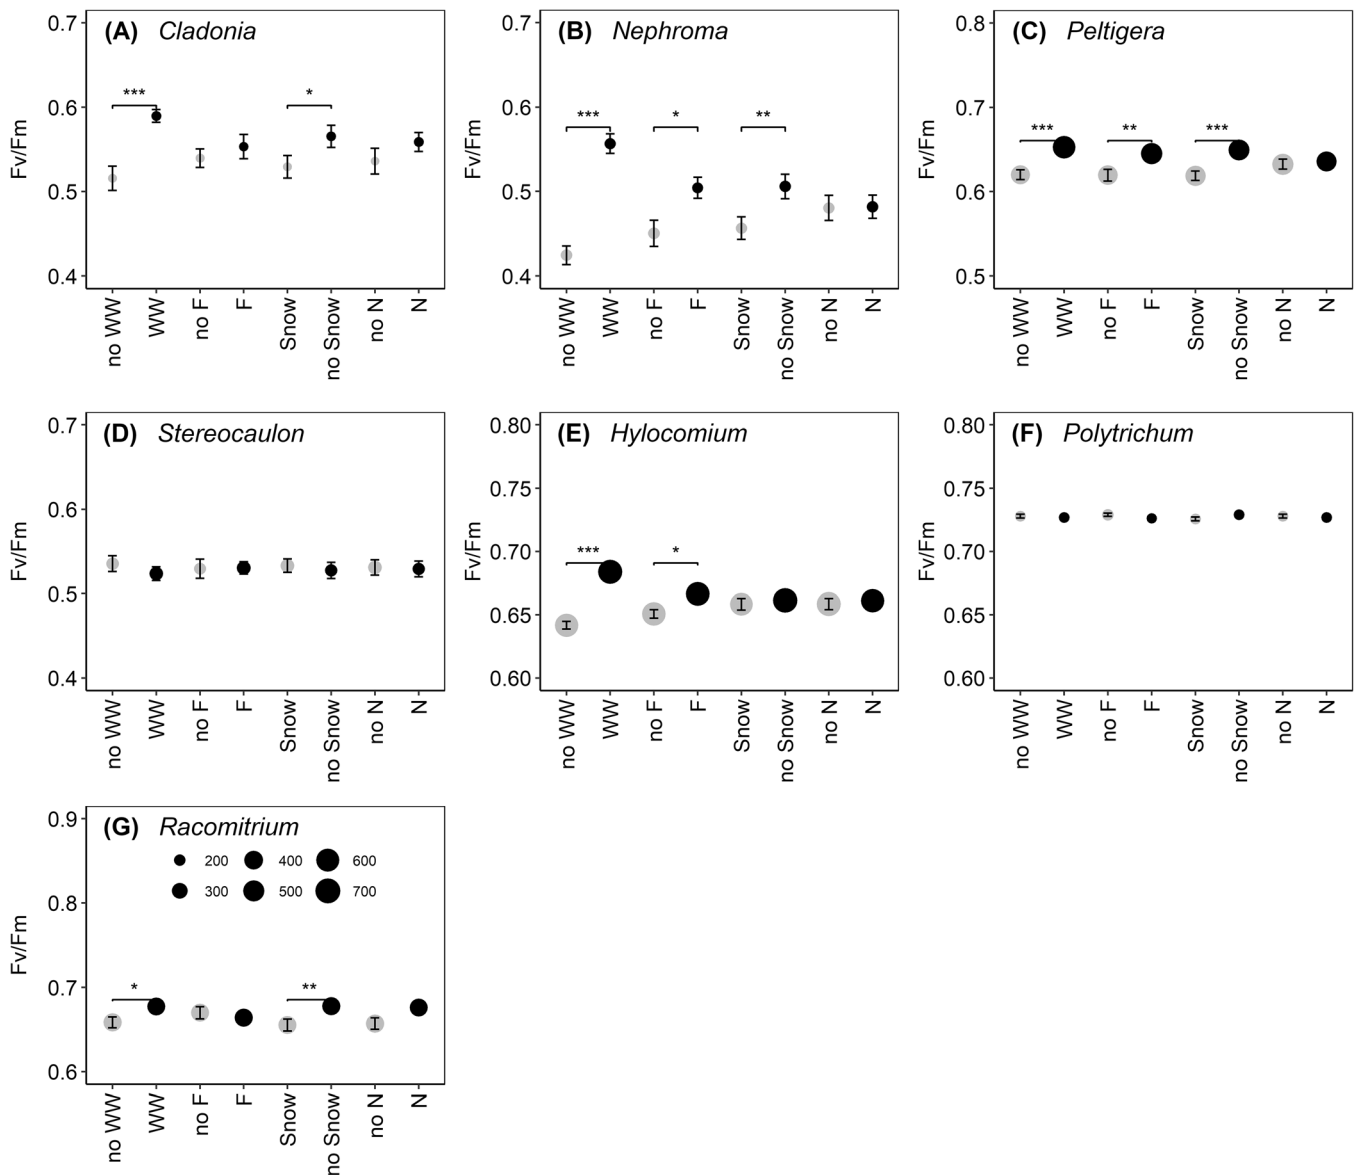 (A) Cladonia
Fv/Fm
0.7
0.6
0.5
0.4
***
*
no WW
WW
no F
F
Snow
no Snow
no N
N
(B) Nephroma
Fv/Fm
0.7
0.6
0.5
0.4
***
*
**
no WW
WW
no F
F
Snow
no Snow
no N
N
(C) Peltigera
Fv/Fm
0.8
0.7
0.6
0.5
***
**
***
no WW
WW
no F
F
Snow
no Snow
no N
N
(D) Stereocaulon
Fv/Fm
0.7
0.6
0.5
0.4
no WW
WW
no F
F
Snow
no Snow
no N
N
(E) Hylocomium
Fv/Fm
0.80
0.75
0.70
0.65
0.60
***
*
no WW
WW
no F
F
Snow
no Snow
no N
N
(F) Polytrichum
Fv/Fm
0.80
0.75
0.70
0.65
0.60
no WW
WW
no F
F
Snow
no Snow
no N
N
(G) Racomitrium
200 400 600
300 500 700
Fv/Fm
0.9
0.8
0.7
0.6
*
**
no WW
WW
no F
F
Snow
no Snow
no N
N